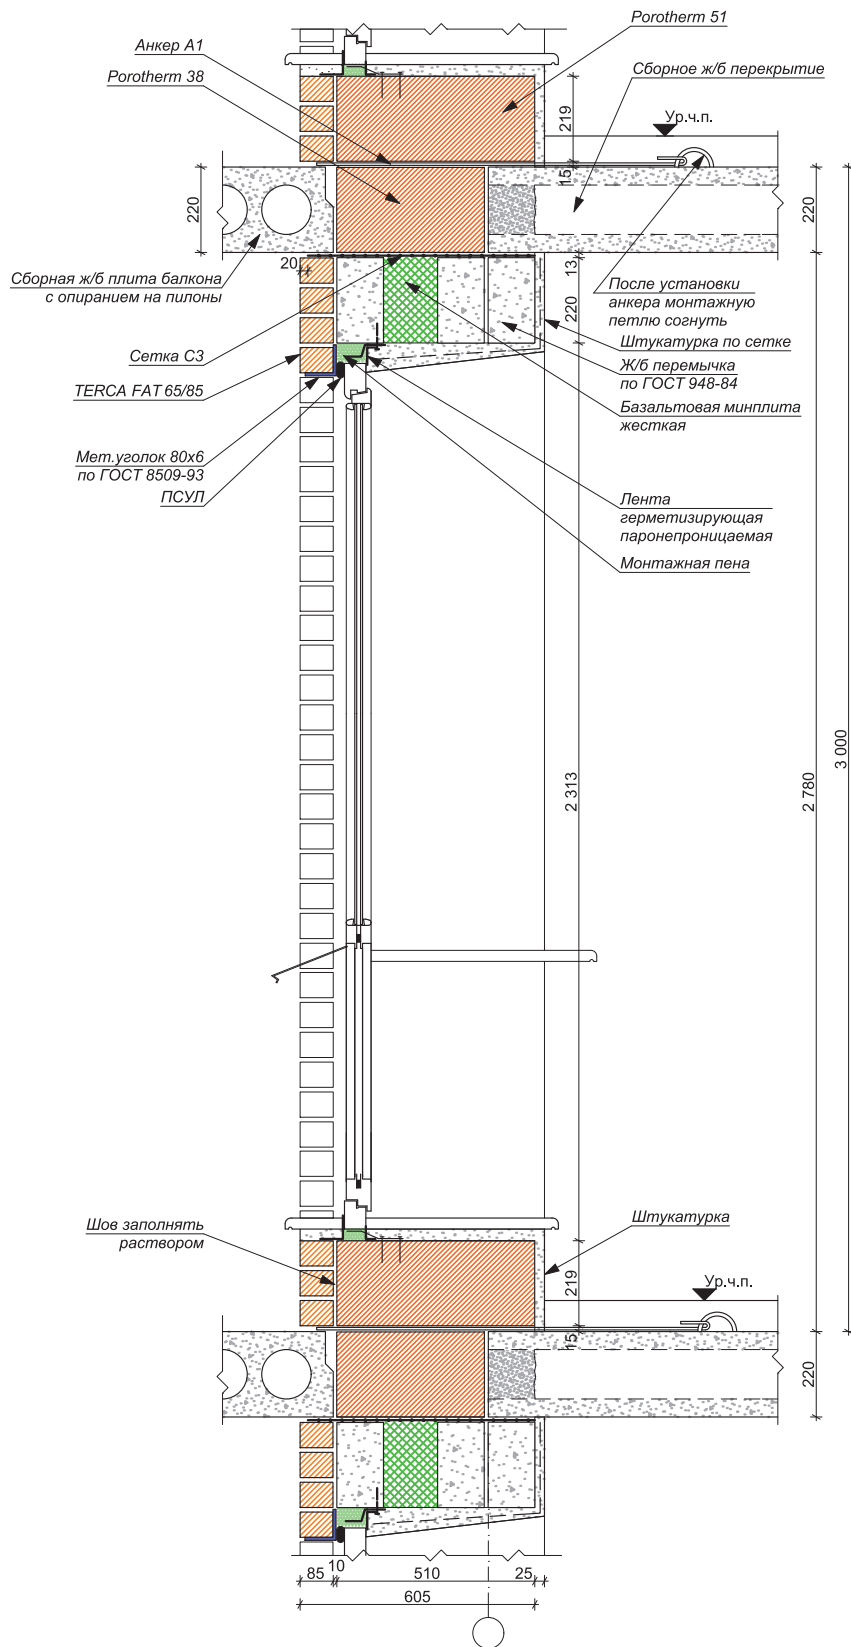 Porotherm 51
Анкер А1
Сборное ж/б перекрытие
Porotherm 38
219
Ур.ч.п.
15
220
220
Сборная ж/б плита балкона
с опиранием на пилоны
20
13
220
После установки
анкера монтажную
петлю согнуть
Штукатурка по сетке
Сетка С3
Ж/б перемычка
по ГОСТ 948-84
TERCA FAT 65/85
Базальтовая минплита
жесткая
Мет.уголок 80х6
по ГОСТ 8509-93
ПСУЛ
Лента
герметизирующая
паронепроницаемая
Монтажная пена
2 313
2 780
3 000
Шов заполнять
раствором
Штукатурка
219
Ур.ч.п.
15
220
85
10
510
25
605